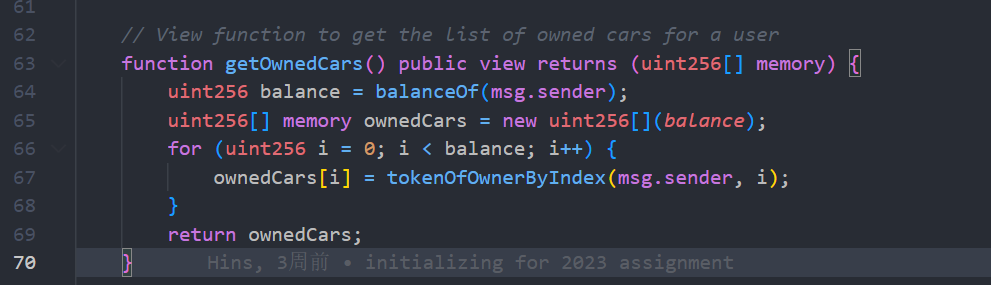 61
62 // View function to get the list of owned cars for a user
63 function getOwnedCars() public view returns (uint256[] memory) {
64 uint256 balance = balanceOf(msg.sender);
65 uint256[] memory ownedCars = new uint256[](balance);
66 for (uint256 i = 0; i < balance; i++) {
67 ownedCars[i] = tokenOfOwnerByIndex(msg.sender, i);
68 }
69 return ownedCars;
70 } Hins, 3周前 • initializing for 2023 assignment